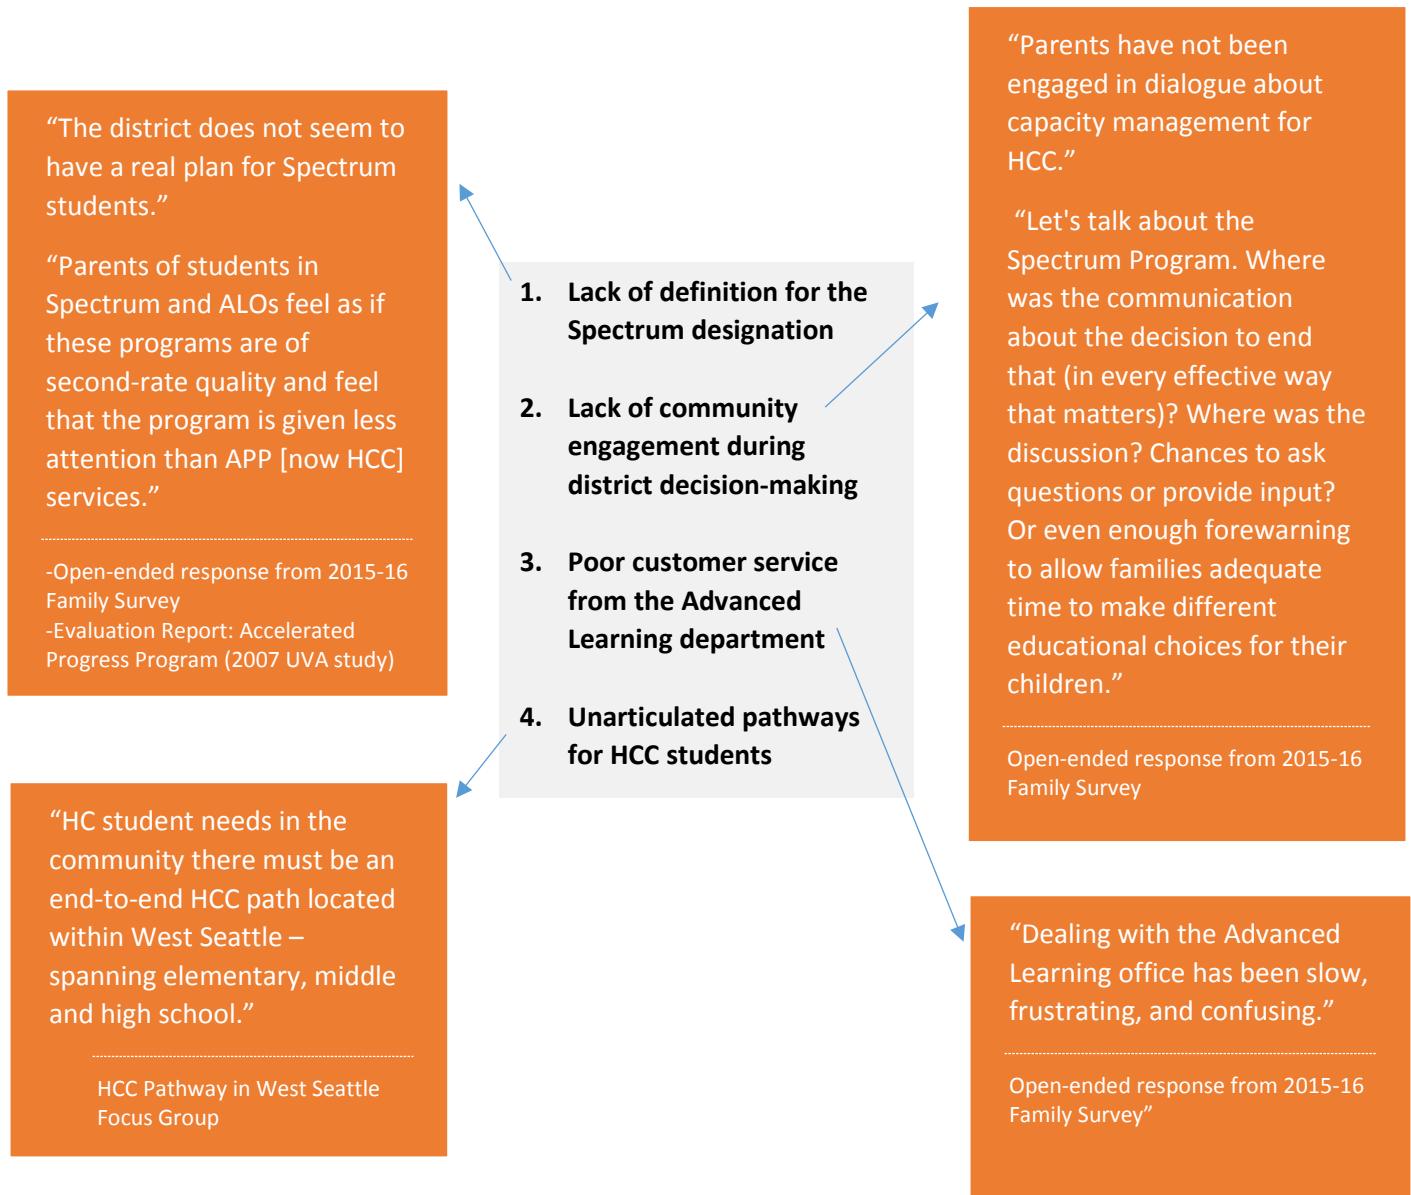 “The district does not seem to
have a real plan for Spectrum
students.”
“Parents of students in
Spectrum and ALOs feel as if
these programs are of
second-rate quality and feel
that the program is given less
attention than APP [now HCC]
services.”
-Open-ended response from 2015-16
Family Survey
-Evaluation Report: Accelerated
Progress Program (2007 UVA study)
1. Lack of definition for the
Spectrum designation
2. Lack of community
engagement during
district decision-making
3. Poor customer service
from the Advanced
Learning department
4. Unarticulated pathways
for HCC students
“Parents have not been
engaged in dialogue about
capacity management for
HCC.”
“Let's talk about the
Spectrum Program. Where
was the communication
about the decision to end
that (in every effective way
that matters)? Where was the
discussion? Chances to ask
questions or provide input?
Or even enough forewarning
to allow families adequate
time to make different
educational choices for their
children.”
Open-ended response from 2015-16
Family Survey
“HC student needs in the
community there must be an
end-to-end HCC path located
within West Seattle –
spanning elementary, middle
and high school.”
HCC Pathway in West Seattle
Focus Group
“Dealing with the Advanced
Learning office has been slow,
frustrating, and confusing.”
Open-ended response from 2015-16
Family Survey”